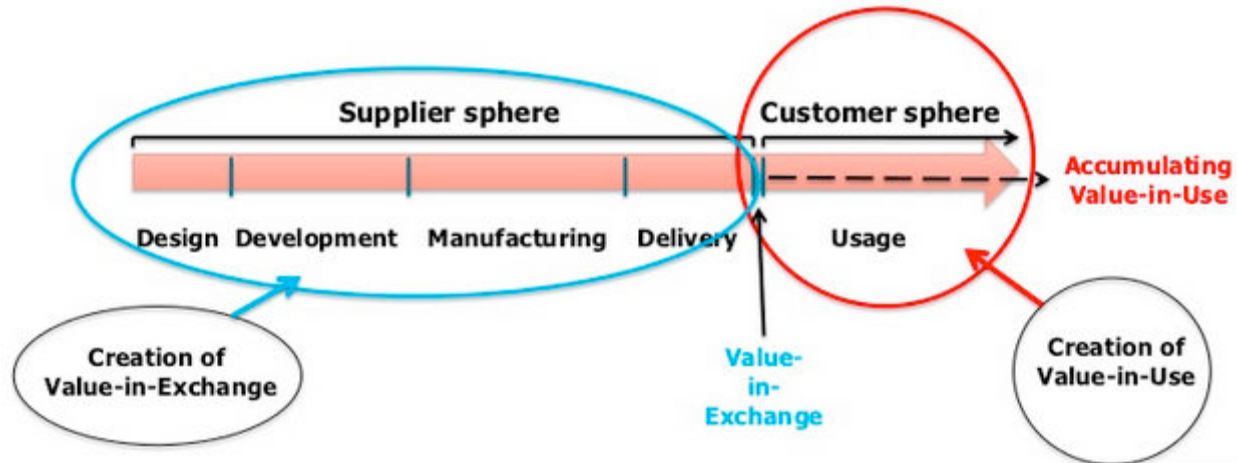 Supplier sphere
Customer sphere
Accumulating
Value-in-Use
Design
Development
Manufacturing
Delivery
Usage
Creation of
Value-in-Exchange
Value-
in-
Exchange
Creation of
Value-in-Use